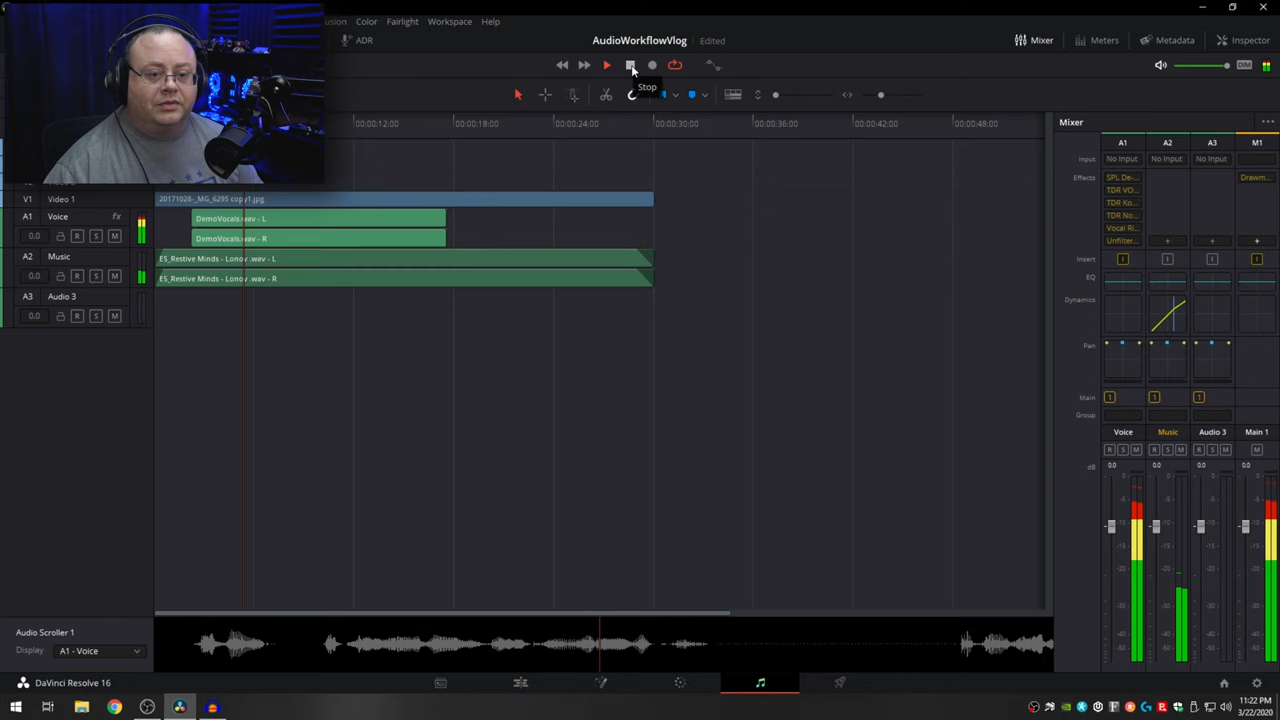 usion Color Fairlight Workspace Help
ADR
AudioWorkflowVlog Edited
Mixer Meters Metadata Inspector
DIM
Stop
00:00:12:00 00:00:18:00 00:00:24:00 00:00:30:00 00:00:36:00 00:00:42:00 00:00:48:00
Mixer
A1 A2 A3 M1
Input No Input No Input No Input
Effects SPL De-... Drawm...
TDR VO...
TDR Ko...
TDR No...
Vocal Ri...
Unfilter...
Insert
EQ
Dynamics
Pan
Main 1 1 1
Group
Voice Music Audio 3 Main 1
R S M R S M R S M M
dB 0.0 0.0 0.0 0.0
V1 Video 1 20171028-_MG_6295 copy1.jpg
A1 Voice fx
DemoVocals.wav - L
0.0 R S M
DemoVocals.wav - R
A2 Music
ES_Restive Minds - Lonov .wav - L
0.0 R S M
ES_Restive Minds - Lonov .wav - R
A3 Audio 3
0.0 R S M
Audio Scroller 1
Display A1 - Voice
DaVinci Resolve 16
11:22 PM
3/22/2020